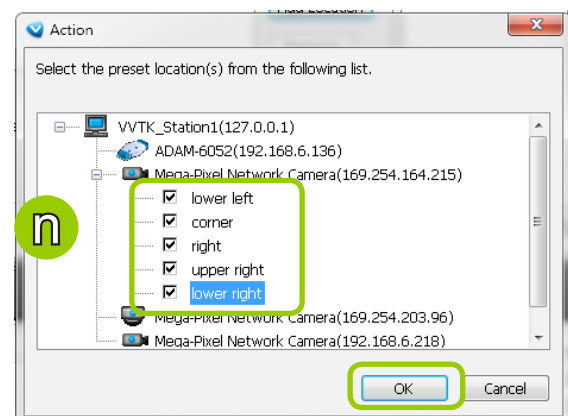 Add Location
Action
Select the preset location(s) from the following list.
VVTK_Station1(127.0.0.1)
ADAM-6052(192.168.6.136)
Mega-Pixel Network Camera(169.254.164.215)
lower left
corner
n
right
upper right
lower right
Mega-Pixel Network Camera(169.254.203.96)
Mega-Pixel Network Camera(192.168.6.218)
OK Cancel